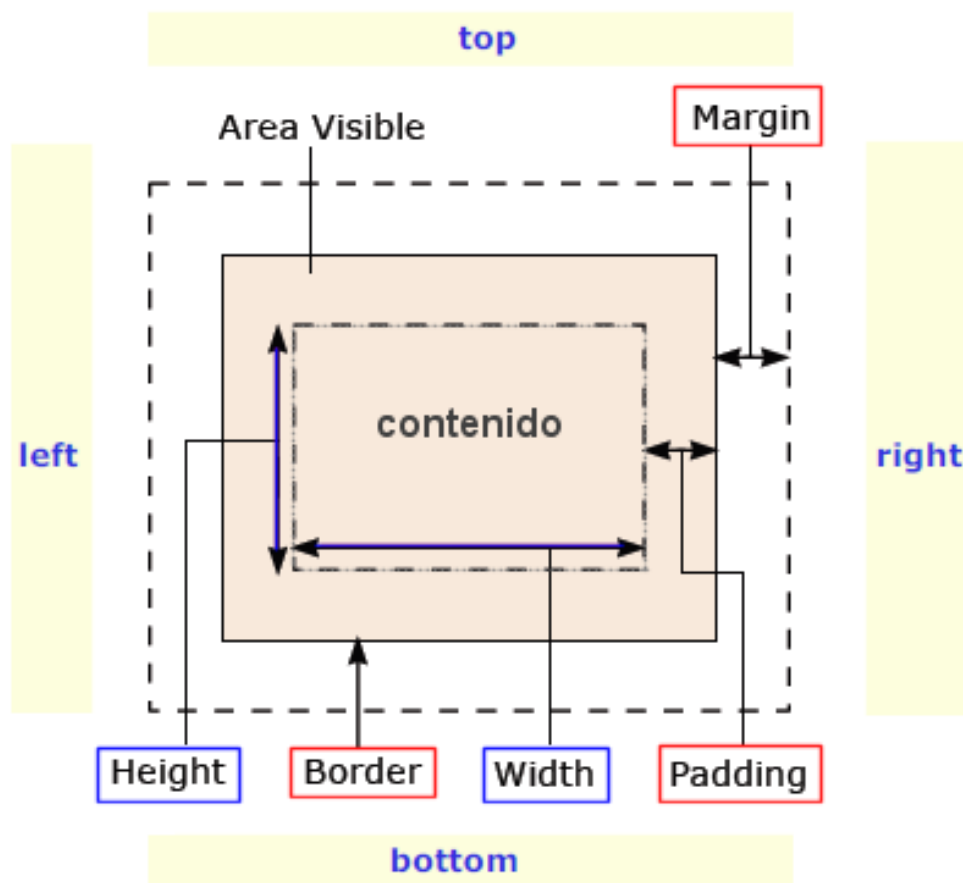 top
Area Visible
Margin
contenido
left
right
Height
Border
Width
Padding
bottom